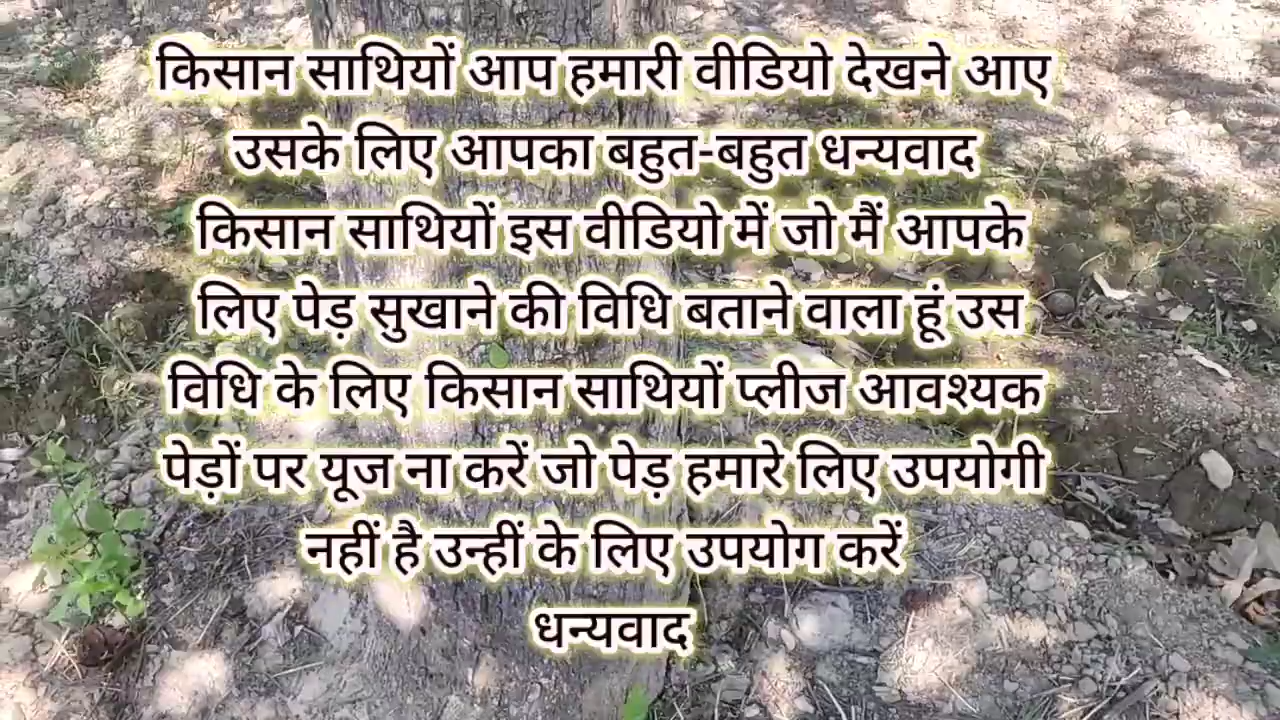 किसान साथियों आप हमारी वीडियो देखने आए
उसके लिए आपका बहुत-बहुत धन्यवाद
किसान साथियों इस वीडियो में जो मैं आपके
लिए पेड़ सुखाने की विधि बताने वाला हूं उस
विधि के लिए किसान साथियों प्लीज आवश्यक
पेड़ों पर यूज ना करें जो पेड़ हमारे लिए उपयोगी
नहीं है उन्हीं के लिए उपयोग करें
धन्यवाद